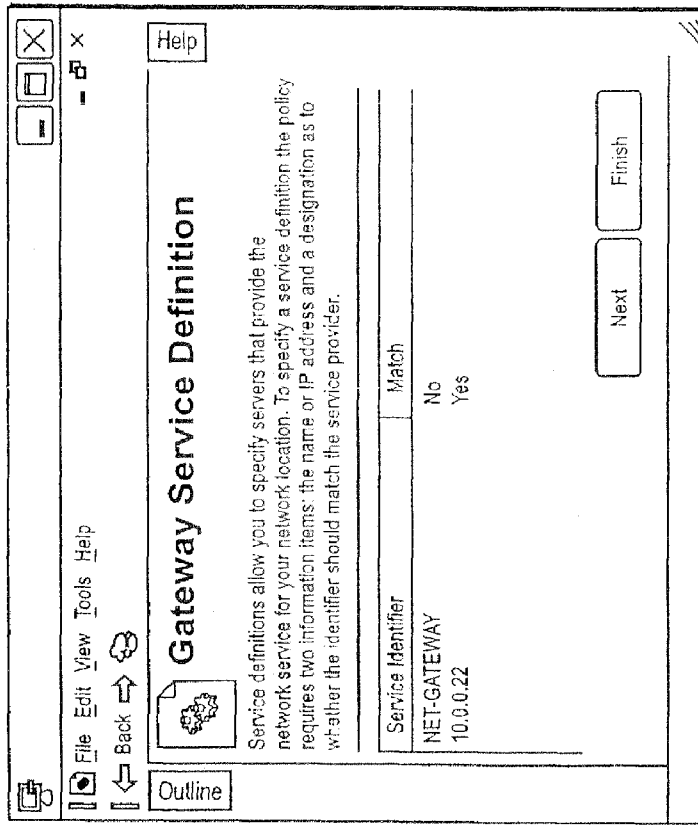 File Edit View Tools Help
Back
Outline
Help
Gateway Service Definition
Service definitions allow you to specify servers that provide the
network service for your network location. To specify a service definition the policy
requires two information items: the name or IP address and a designation as to
whether the identifier should match the service provider.
Service Identifier Match
NET-GATEWAY No
10.0.0.22 Yes
Next Finish